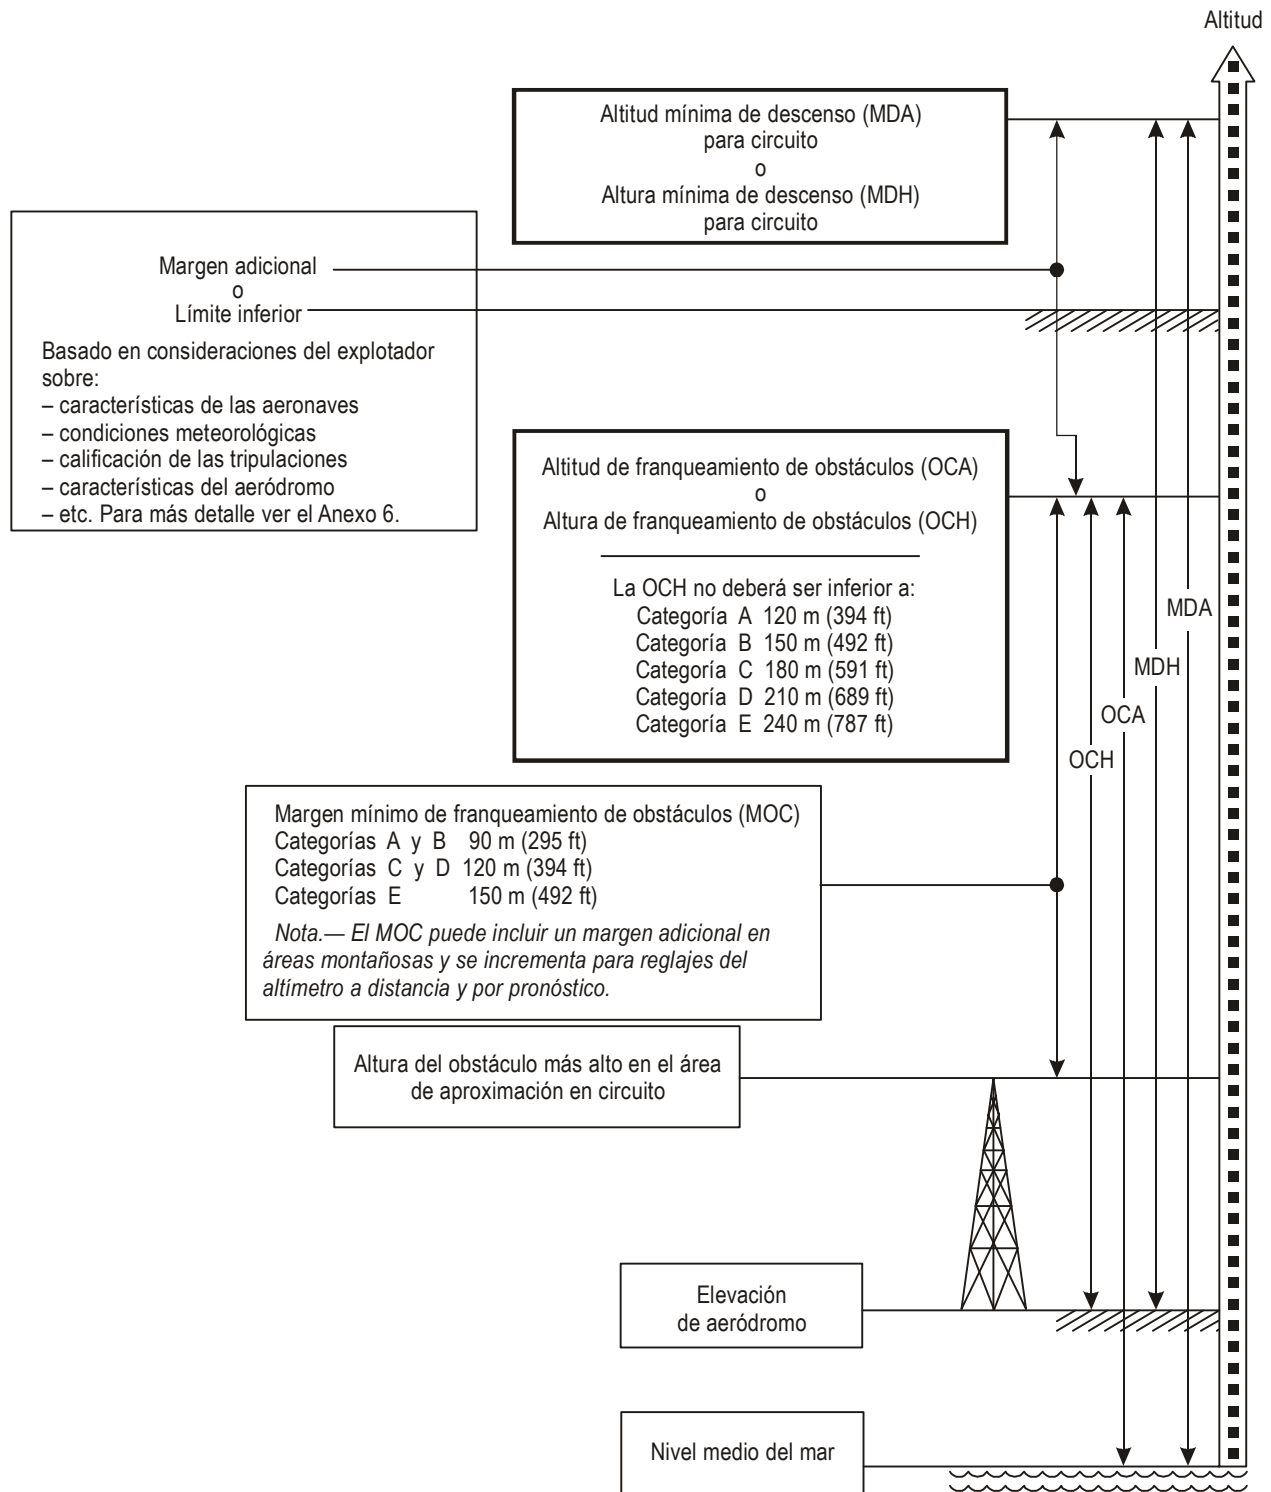 Altitud
Altitud mínima de descenso (MDA)
para circuito
o
Altura mínima de descenso (MDH)
para circuito
Margen adicional
o
Límite inferior
Basado en consideraciones del explotador
sobre:
– características de las aeronaves
– condiciones meteorológicas
– calificación de las tripulaciones
– características del aeródromo
– etc. Para más detalle ver el Anexo 6.
Altitud de franqueamiento de obstáculos (OCA)
o
Altura de franqueamiento de obstáculos (OCH)
La OCH no deberá ser inferior a:
Categoría A 120 m (394 ft)
Categoría B 150 m (492 ft)
Categoría C 180 m (591 ft)
Categoría D 210 m (689 ft)
Categoría E 240 m (787 ft)
MDA
MDH
OCA
OCH
Margen mínimo de franqueamiento de obstáculos (MOC)
Categorías A y B 90 m (295 ft)
Categorías C y D 120 m (394 ft)
Categorías E 150 m (492 ft)
Nota.— El MOC puede incluir un margen adicional en
áreas montañosas y se incrementa para reglajes del
altímetro a distancia y por pronóstico.
Altura del obstáculo más alto en el área
de aproximación en circuito
Elevación
de aeródromo
Nivel medio del mar